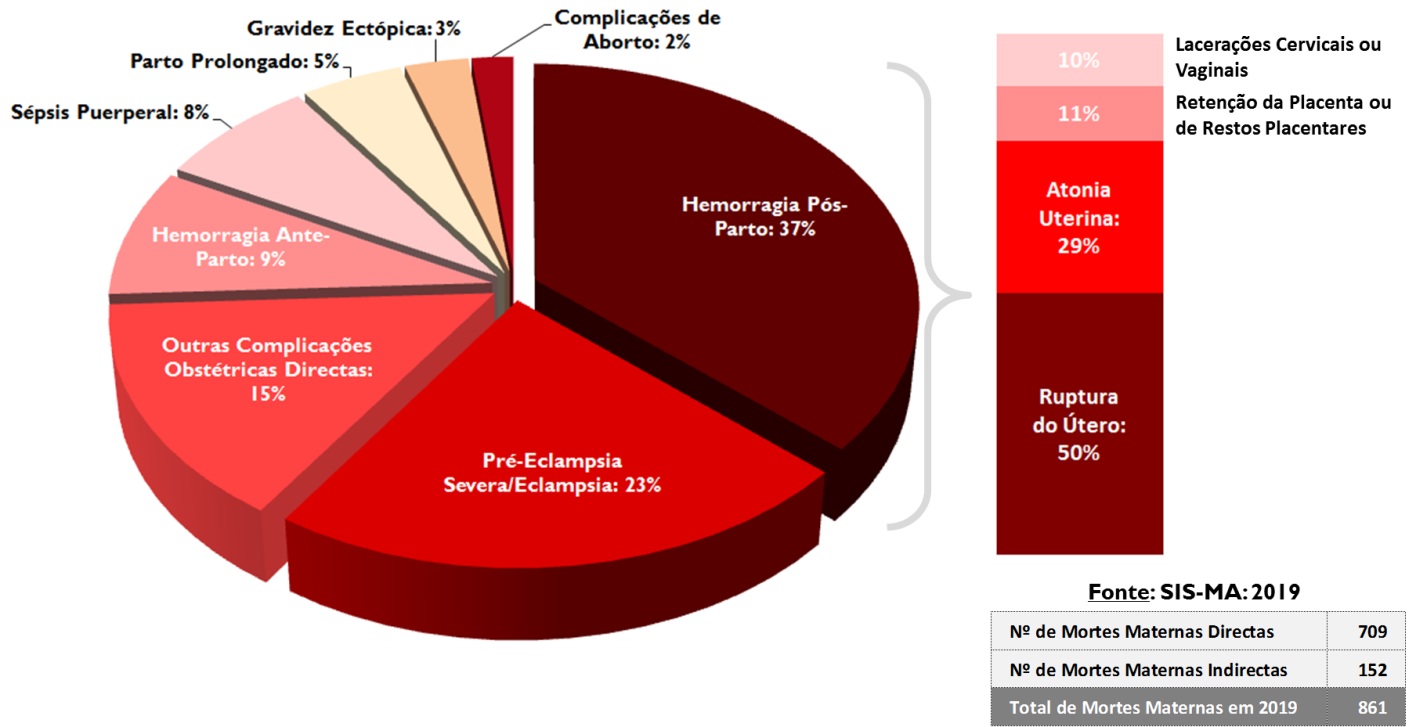 Gravidez Ectópica: 3%
Complicações de
Aborto: 2%
Parto Prolongado: 5%
Sépsis Puerperal: 8%
Hemorragia Ante-
Parto: 9%
Outras Complicações
Obstétricas Directas:
15%
Pré-Eclampsia
Severa/Eclampsia: 23%
Hemorragia Pós-
Parto: 37%
10%
Lacerações Cervicais ou
Vaginais
11%
Retenção da Placenta ou
de Restos Placentares
Atonia
Uterina:
29%
Ruptura
do Útero:
50%
Fonte: SIS-MA: 2019
Nº de Mortes Maternas Directas 709
Nº de Mortes Maternas Indirectas 152
Total de Mortes Maternas em 2019 861